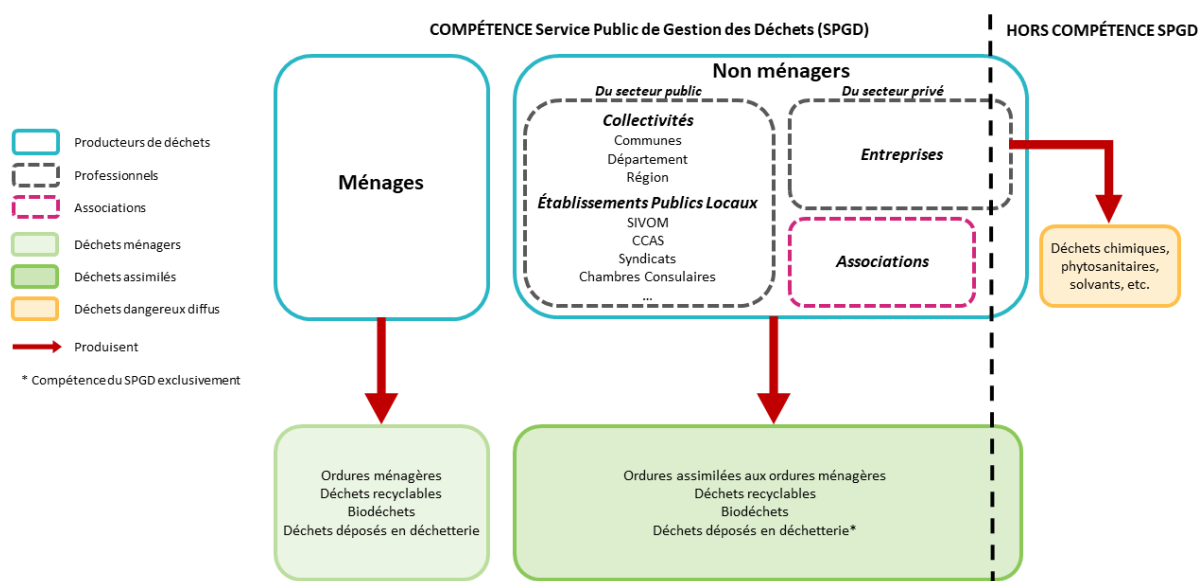 COMPÉTENCE Service Public de Gestion des Déchets (SPGD)
HORS COMPÉTENCE SPGD
Producteurs de déchets
Professionnels
Associations
Déchets ménagers
Déchets assimilés
Déchets dangereux diffus
Produisent
* Compétence du SPGD exclusivement
Ménages
Non ménagers
Du secteur public
Collectivités
Communes
Département
Région
Établissements Publics Locaux
SIVOM
CCAS
Syndicats
Chambres Consulaires
...
Du secteur privé
Entreprises
Associations
Déchets chimiques,
phytosanitaires,
solvants, etc.
Ordures ménagères
Déchets recyclables
Biodéchets
Déchets déposés en déchetterie
Ordures assimilées aux ordures ménagères
Déchets recyclables
Biodéchets
Déchets déposés en déchetterie*